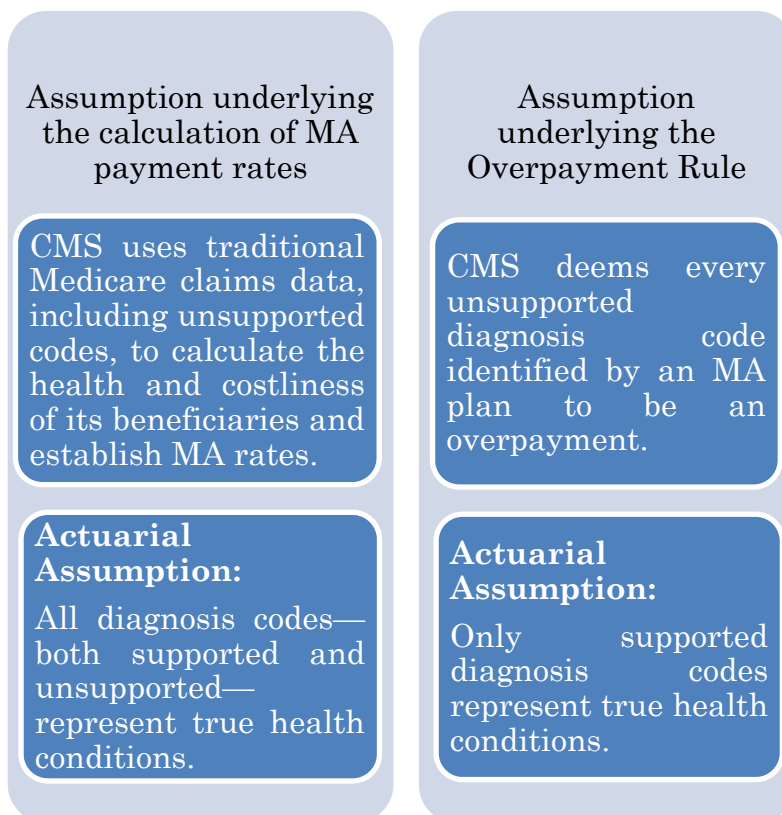 Assumption underlying
the calculation of MA
payment rates
CMS uses traditional
Medicare claims data,
including unsupported
codes, to calculate the
health and costliness
of its beneficiaries and
establish MA rates.
Actuarial
Assumption:
All diagnosis codes—
both supported and
unsupported—
represent true health
conditions.
Assumption
underlying the
Overpayment Rule
CMS deems every
unsupported
diagnosis code
identified by an MA
plan to be an
overpayment.
Actuarial
Assumption:
Only supported
diagnosis codes
represent true health
conditions.